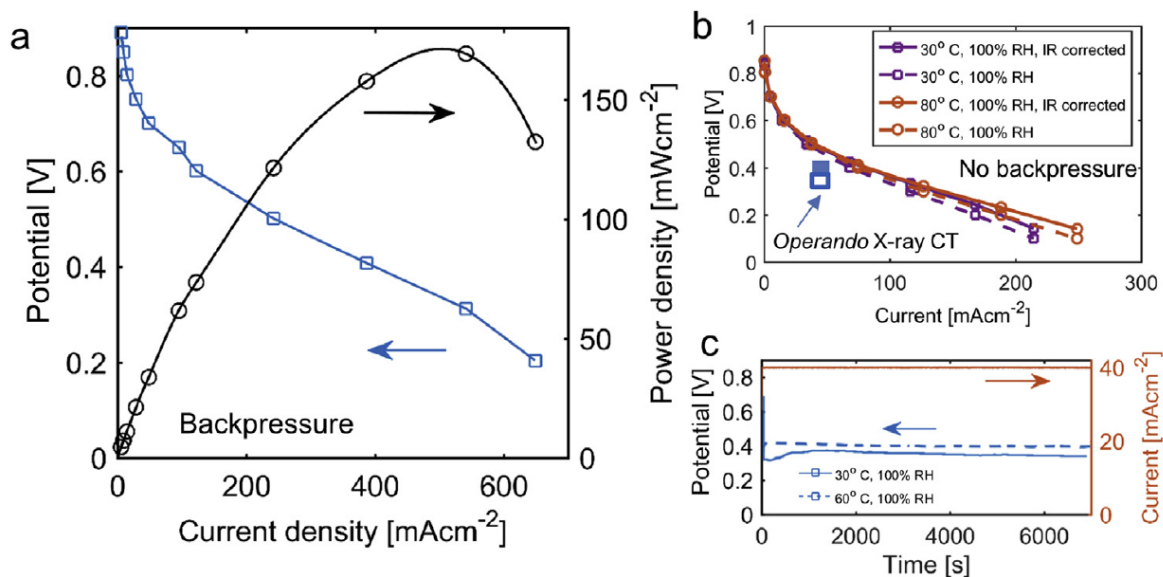 a
Potential [V]
0
0.2
0.4
0.6
0.8
0
200
400
600
Current density [mAcm-2]
0
50
100
150
Power density [mWcm-2]
Backpressure
b
Potential [V]
0
0.2
0.4
0.6
0.8
1
30° C, 100% RH, IR corrected
30° C, 100% RH
80° C, 100% RH, IR corrected
80° C, 100% RH
No backpressure
Operando X-ray CT
0
100
200
300
Current [mAcm-2]
c
Potential [V]
0
0.2
0.4
0.6
0.8
30° C, 100% RH
60° C, 100% RH
0
2000
4000
6000
Time [s]
0
20
40
Current [mAcm-2]